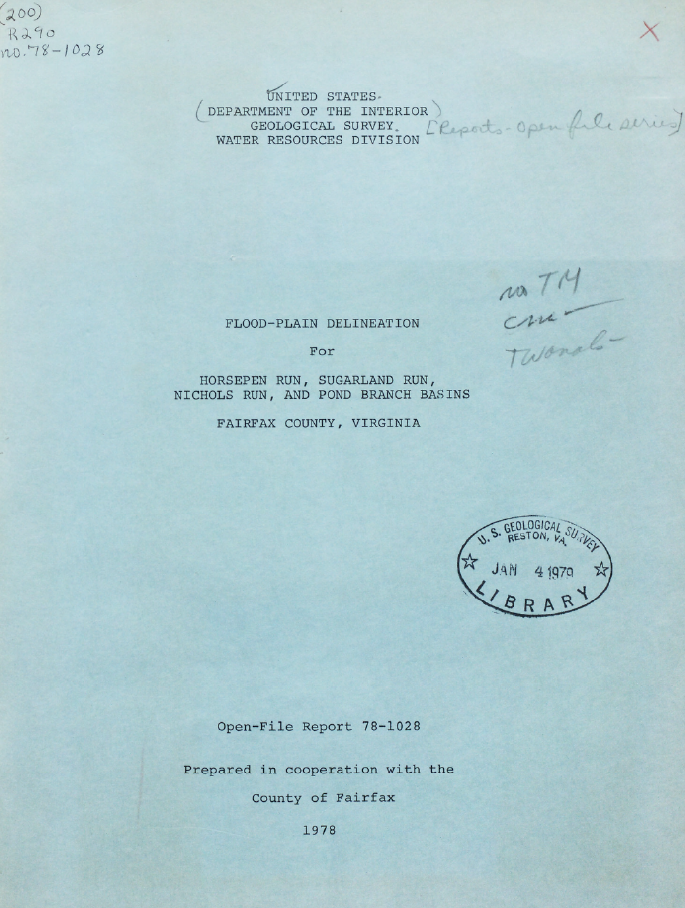 (200)
R290
no.78-1028
UNITED STATES
(DEPARTMENT OF THE INTERIOR)
GEOLOGICAL SURVEY.
WATER RESOURCES DIVISION
[Reports-Open file series]
no TM
FLOOD-PLAIN DELINEATION
For
HORSEPEN RUN, SUGARLAND RUN,
NICHOLS RUN, AND POND BRANCH BASINS
FAIRFAX COUNTY, VIRGINIA
U. S. GEOLOGICAL SURVEY
RESTON, VA.
JAN 4 1979
LIBRARY
Open-File Report 78-1028
Prepared in cooperation with the
County of Fairfax
1978